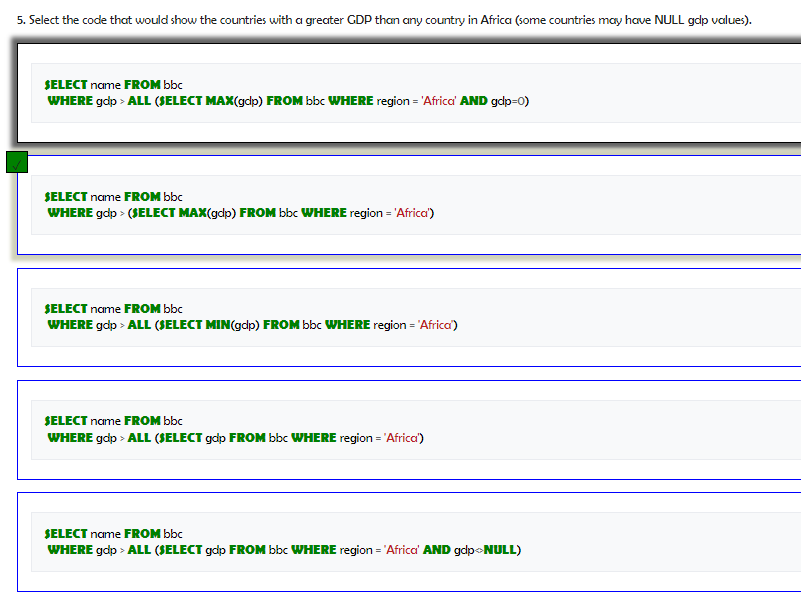 5. Select the code that would show the countries with a greater GDP than any country in Africa (some countries may have NULL gdp values).
SELECT name FROM bbc
WHERE gdp > ALL (SELECT MAX(gdp) FROM bbc WHERE region = 'Africa' AND gdp=0)
SELECT name FROM bbc
WHERE gdp > (SELECT MAX(gdp) FROM bbc WHERE region = 'Africa')
SELECT name FROM bbc
WHERE gdp > ALL (SELECT MIN(gdp) FROM bbc WHERE region = 'Africa')
SELECT name FROM bbc
WHERE gdp > ALL (SELECT gdp FROM bbc WHERE region = 'Africa')
SELECT name FROM bbc
WHERE gdp > ALL (SELECT gdp FROM bbc WHERE region = 'Africa' AND gdp<>NULL)